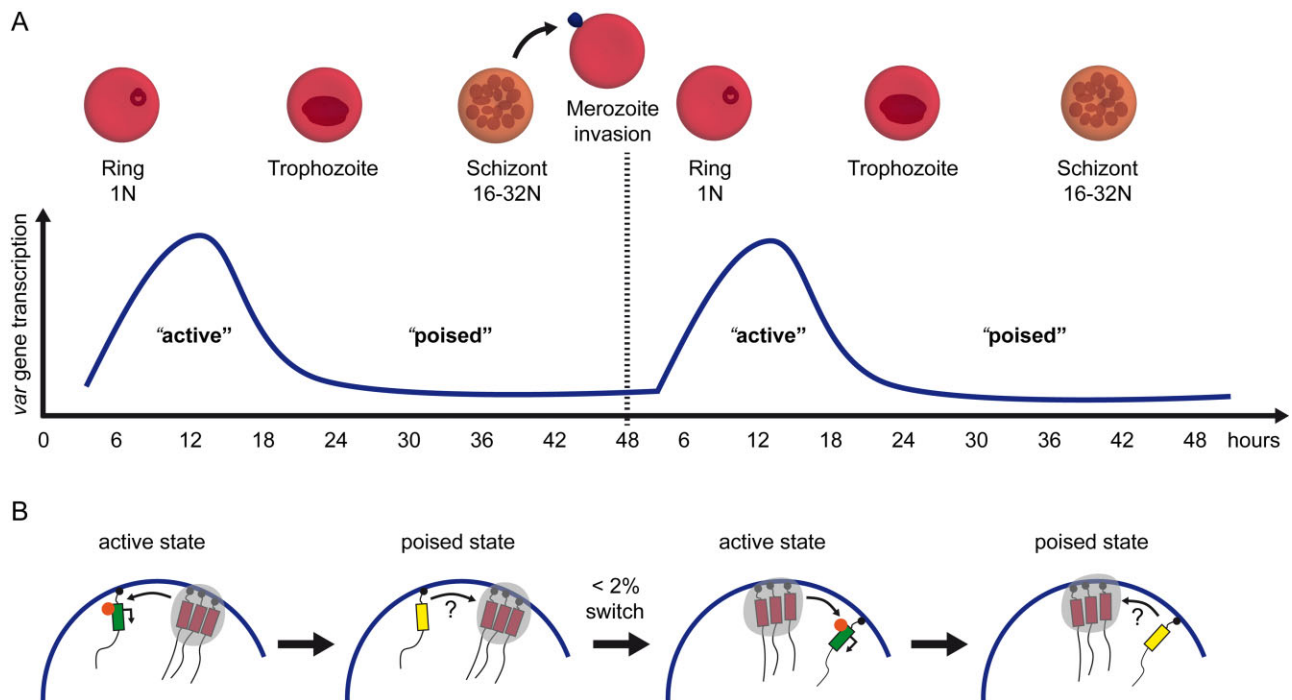 A
Merozoite
invasion
Ring
1N
Trophozoite
Schizont
16-32N
Ring
1N
Trophozoite
Schizont
16-32N
var gene transcription
“active”
“poised”
“active”
“poised”
0 6 12 18 24 30 36 42 48 6 12 18 24 30 36 42 48 hours
B
active state
poised state
< 2%
switch
active state
poised state
?
?